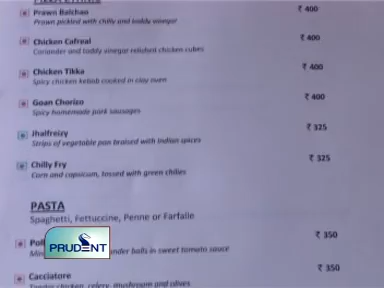 Prawn Balchao ₹ 400
Prawn pickled with chilly and toddy vinegar
Chicken Cafreal ₹ 400
Coriander and toddy vinegar relished chicken cubes
Chicken Tikka ₹ 400
Spicy chicken kebab cooked in clay oven
Goan Chorizo ₹ 400
Spicy homemade pork sausages
Jhalfreizy ₹ 325
Strips of vegetable pan braised with Indian spices
Chilly Fry ₹ 325
Corn and capsicum, tossed with green chilies
PASTA
Spaghetti, Fettuccine, Penne or Farfalle
₹ 350
balls in sweet tomato sauce
PRUDENT
Cacciatore ₹ 350
Tender chicken, celery, mushroom and olives